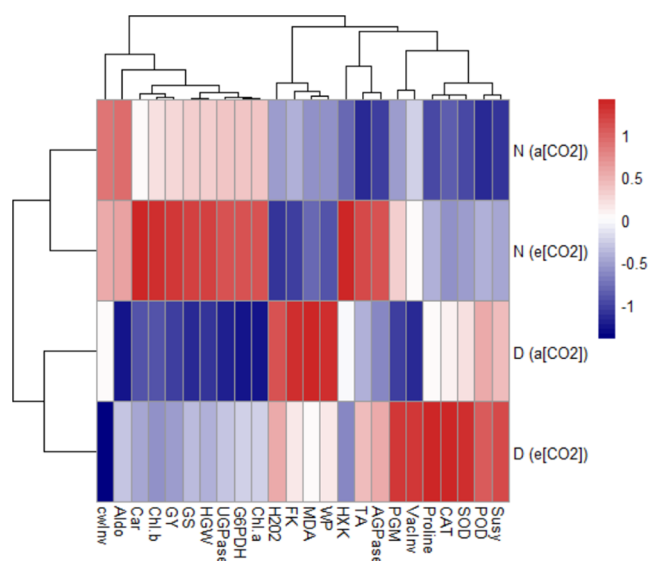 N (a[CO2])
N (e[CO2])
D (a[CO2])
D (e[CO2])
1
0.5
0
-0.5
-1
cwInv
Aldo
Car
Chl.b
GY
GS
HGW
UGPase
G6PDH
Chl.a
H202
FK
MDA
WP
HXK
TA
AGPase
PGM
VacInv
Proline
CAT
SOD
POD
Susy